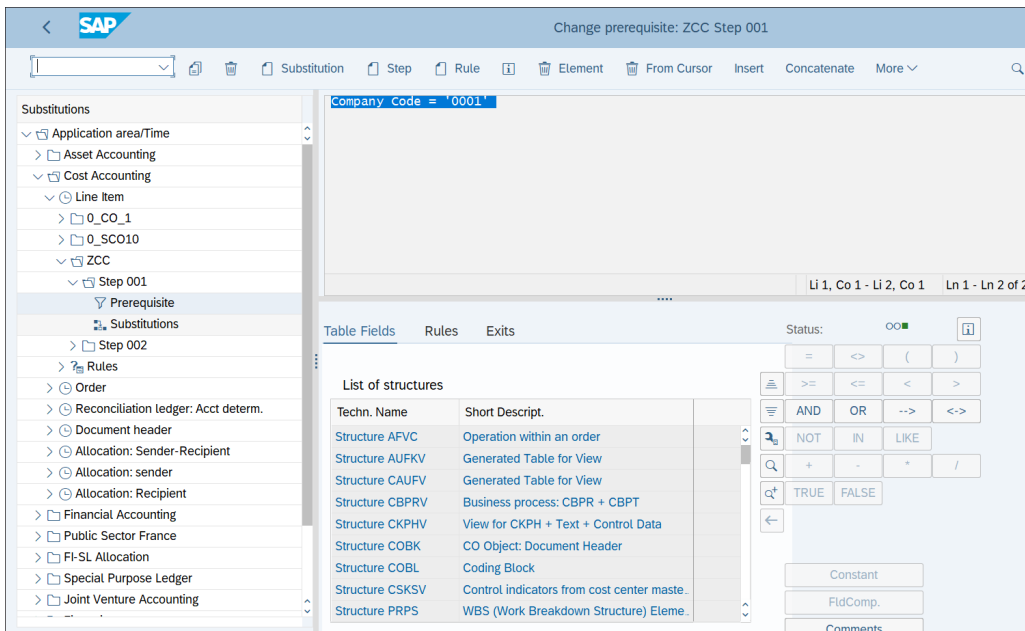 SAP
Change prerequisite: ZCC Step 001
Substitution Step Rule Element From Cursor Insert Concatenate More
Substitutions
Application area/Time
Asset Accounting
Cost Accounting
Line Item
0_CO_1
0_SCO10
ZCC
Step 001
Prerequisite
Substitutions
Step 002
Rules
Order
Reconciliation ledger: Acct determ.
Document header
Allocation: Sender-Recipient
Allocation: sender
Allocation: Recipient
Financial Accounting
Public Sector France
FI-SL Allocation
Special Purpose Ledger
Joint Venture Accounting
Company Code = '0001'
Li 1, Co 1 - Li 2, Co 1 Ln 1 - Ln 2 of 2
Table Fields Rules Exits
Status:
List of structures
Techn. Name Short Descript.
Structure AFVC Operation within an order
Structure AUFKV Generated Table for View
Structure CAUFV Generated Table for View
Structure CBPRV Business process: CBPR + CBPT
Structure CKPHV View for CKPH + Text + Control Data
Structure COBK CO Object: Document Header
Structure COBL Coding Block
Structure CSKSV Control indicators from cost center maste..
Structure PRPS WBS (Work Breakdown Structure) Eleme..
= <> ( )
>= <= < >
AND OR --> <->
NOT IN LIKE
+ - * /
TRUE FALSE
Constant
FldComp.
Comments